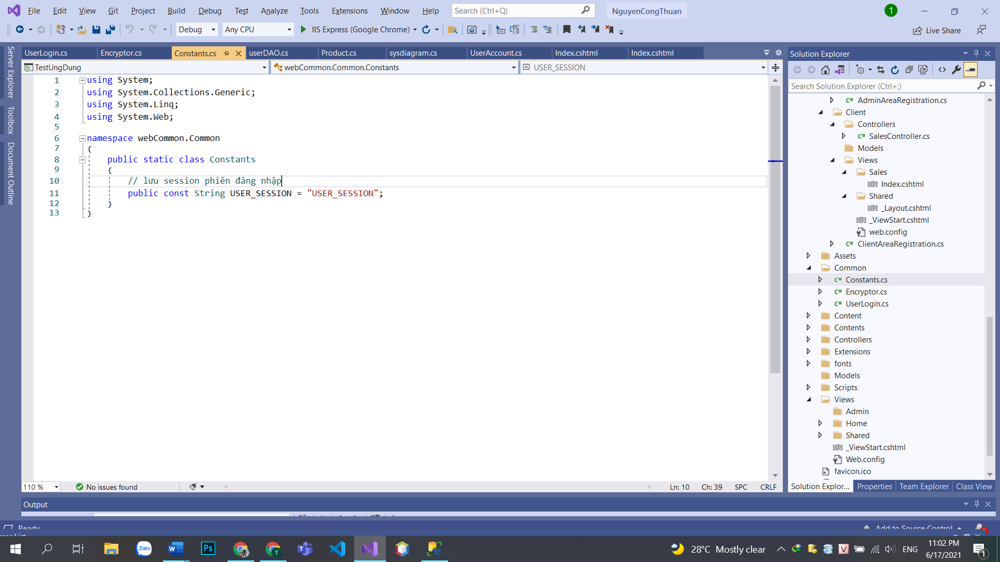 File Edit View Git Project Build Debug Test Analyze Tools Extensions Window Help Search (Ctrl+Q) NguyenCongThuan 1
Debug Any CPU IIS Express (Google Chrome) Live Share
Server Explorer
Toolbox
Document Outline
UserLogin.cs Encryptor.cs Constants.cs userDAO.cs Product.cs sysdiagram.cs UserAccount.cs Index.cshtml Index.cshtml
TestUngDung webCommon.Common.Constants USER_SESSION
1 using System;
2 using System.Collections.Generic;
3 using System.Linq;
4 using System.Web;
5
6 namespace webCommon.Common
7 {
8 public static class Constants
9 {
10 // lưu session phiên đăng nhập
11 public const String USER_SESSION = "USER_SESSION";
12 }
13 }
110 % No issues found Ln: 10 Ch: 39 SPC CRLF
Solution Explorer
Search Solution Explorer (Ctrl+;)
C# AdminAreaRegistration.cs
Client
Controllers
C# SalesController.cs
Models
Views
Sales
[@] Index.cshtml
Shared
[@] _Layout.cshtml
[@] _ViewStart.cshtml
web.config
C# ClientAreaRegistration.cs
Assets
Common
C# Constants.cs
C# Encryptor.cs
C# UserLogin.cs
Content
Contents
Controllers
Extensions
fonts
Models
Scripts
Views
Admin
Home
Shared
[@] _ViewStart.cshtml
Web.config
favicon.ico
Solution Explor... Properties Team Explorer Class View
Output
Ready Add to Source Control
Zalo Ps T V 28°C Mostly clear ENG 11:02 PM
6/17/2021 1